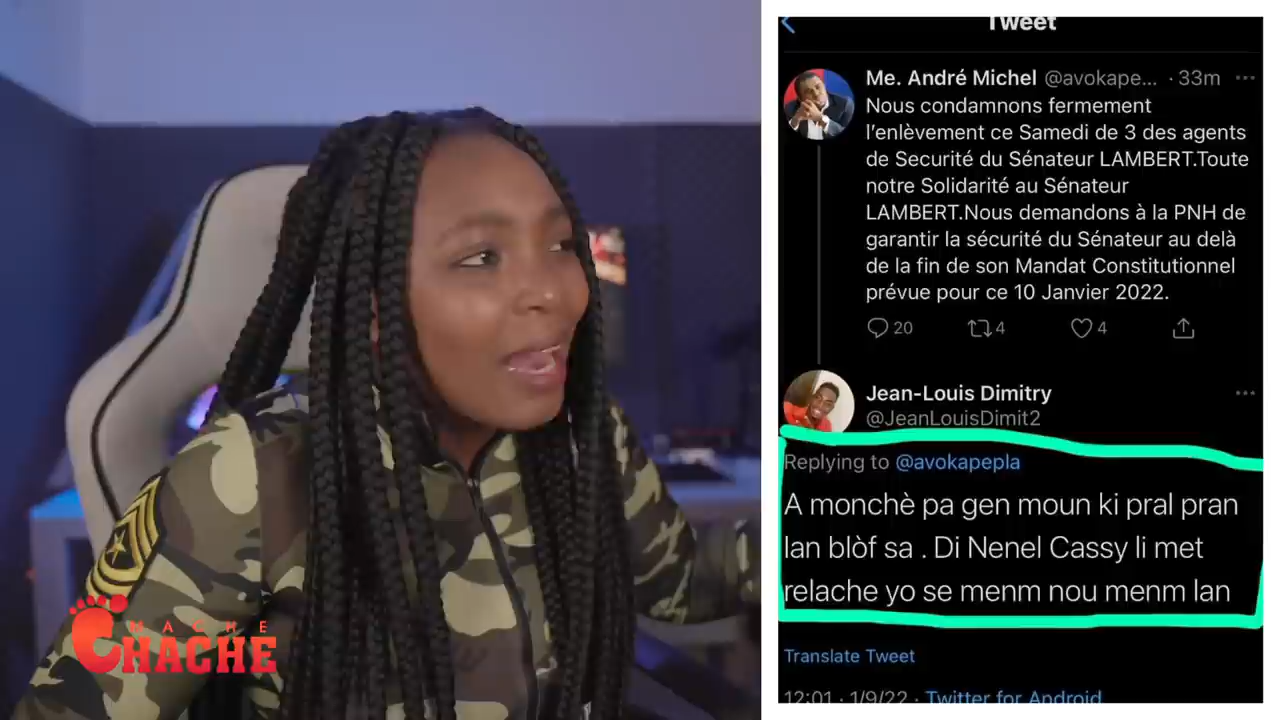 Tweet
Me. André Michel @avokape... · 33m
Nous condamnons fermement
l'enlèvement ce Samedi de 3 des agents
de Securité du Sénateur LAMBERT.Toute
notre Solidarité au Sénateur
LAMBERT.Nous demandons à la PNH de
garantir la sécurité du Sénateur au delà
de la fin de son Mandat Constitutionnel
prévue pour ce 10 Janvier 2022.
20 4 4
Jean-Louis Dimitry
@JeanLouisDimit2
Replying to @avokapepla
A monchè pa gen moun ki pral pran
lan blòf sa . Di Nenel Cassy li met
relache yo se menm nou menm lan
Translate Tweet
12:01 · 1/9/22 · Twitter for Android
MACHE
CHACHE